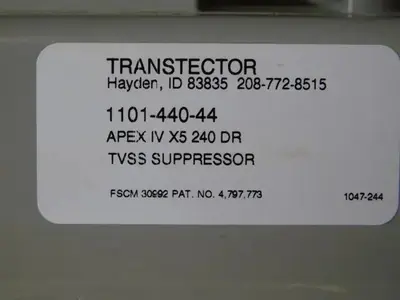 TRANSTECTOR
Hayden, ID 83835 208-772-8515
1101-440-44
APEX IV X5 240 DR
TVSS SUPPRESSOR
FSCM 30992 PAT. NO. 4,797,773 1047-244